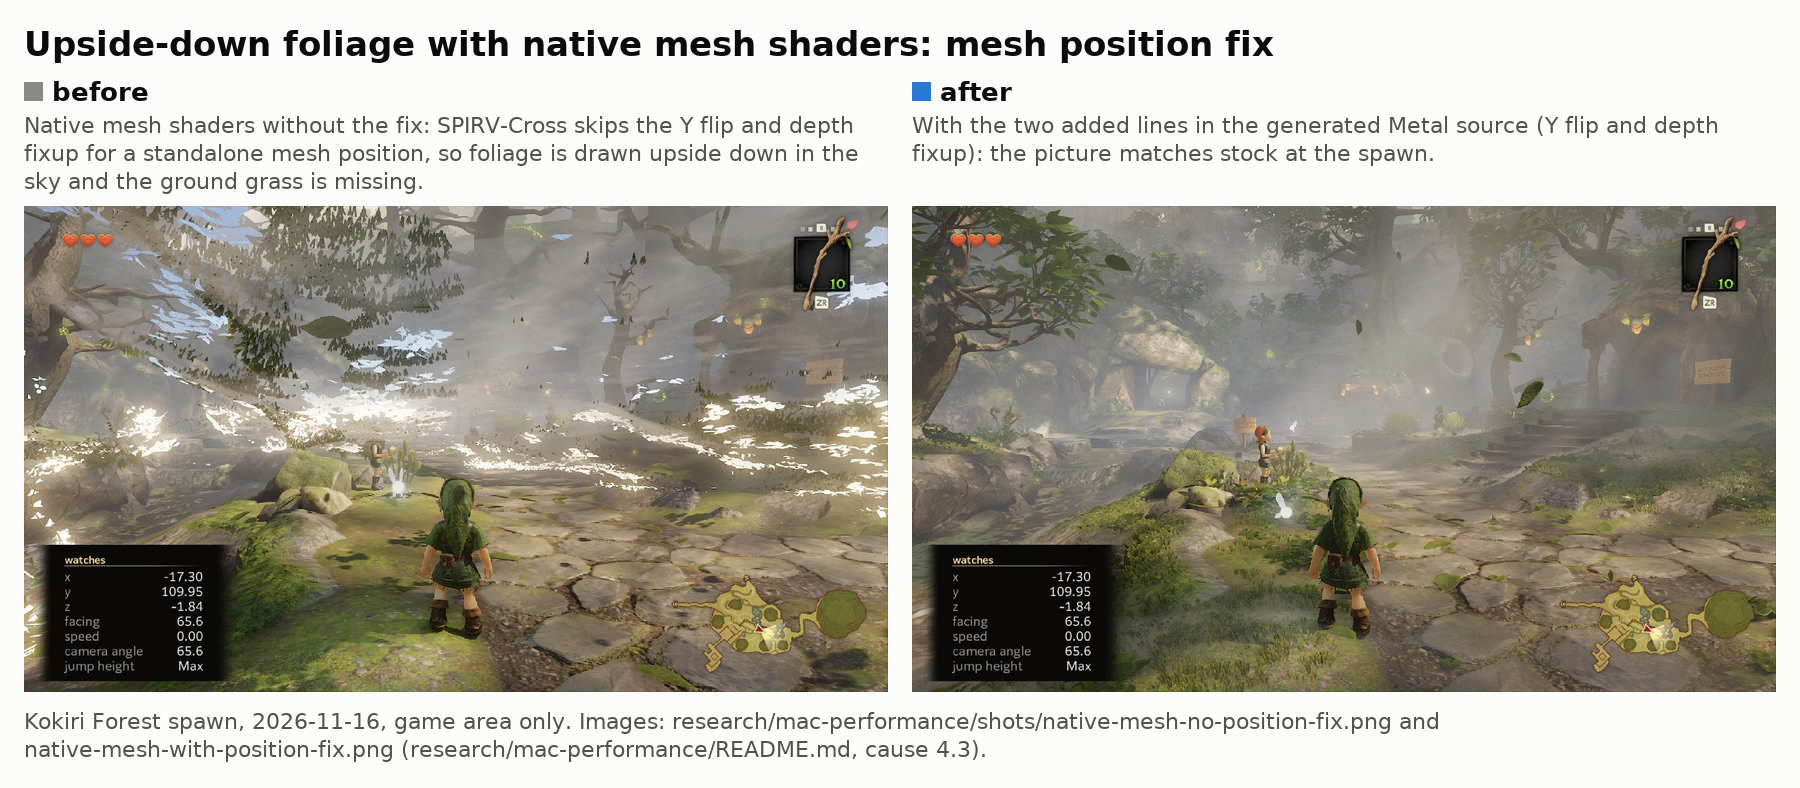 Upside-down foliage with native mesh shaders: mesh position fix
before
Native mesh shaders without the fix: SPIRV-Cross skips the Y flip and depth
fixup for a standalone mesh position, so foliage is drawn upside down in the
sky and the ground grass is missing.
after
With the two added lines in the generated Metal source (Y flip and depth
fixup): the picture matches stock at the spawn.
R
10
ZR
watches
x -17.30
y 109.95
z -1.84
facing 65.6
speed 0.00
camera angle 65.6
jump height Max
R
10
ZR
watches
x -17.30
y 109.95
z -1.84
facing 65.6
speed 0.00
camera angle 65.6
jump height Max
Kokiri Forest spawn, 2026-11-16, game area only. Images: research/mac-performance/shots/native-mesh-no-position-fix.png and
native-mesh-with-position-fix.png (research/mac-performance/README.md, cause 4.3).